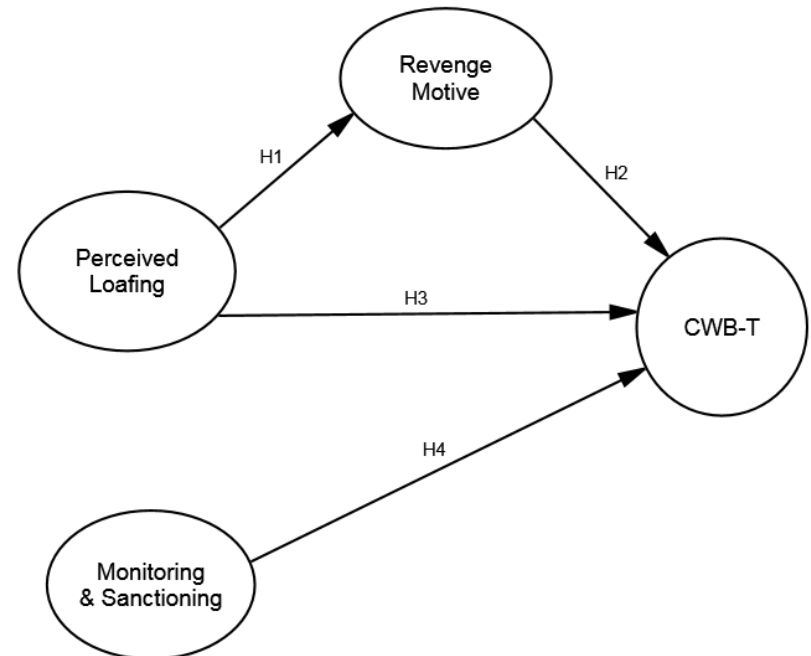 Revenge
Motive
H1
H2
Perceived
Loafing
H3
CWB-T
H4
Monitoring
& Sanctioning